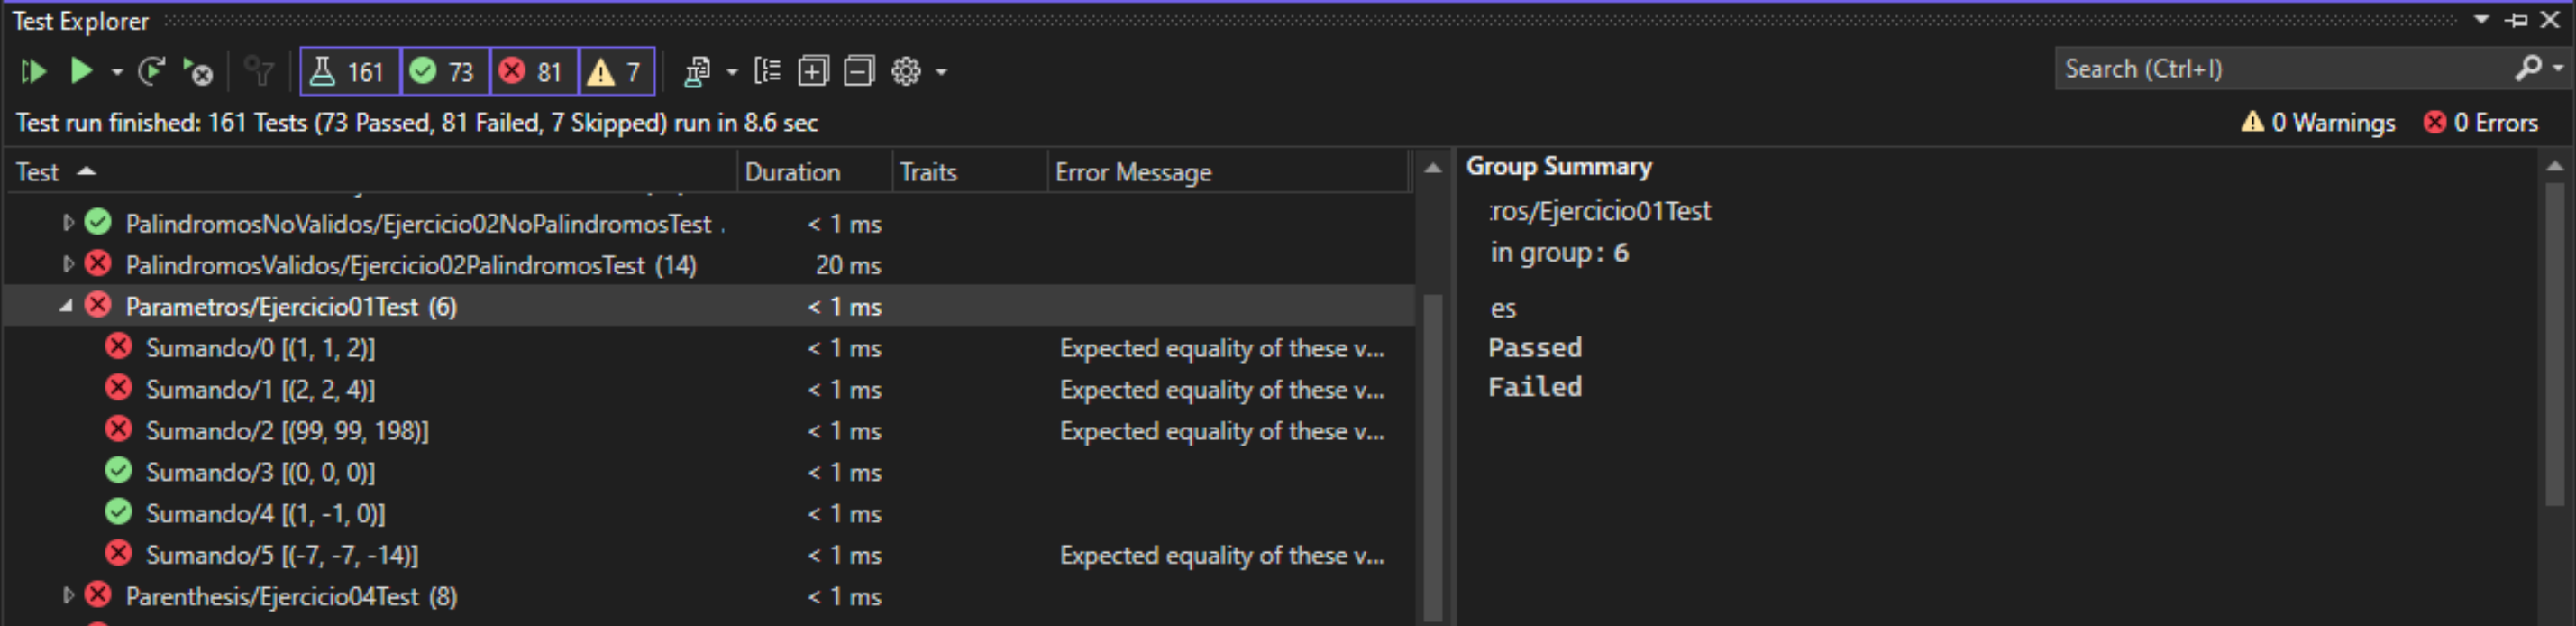 Test Explorer
161 73 81 7
Search (Ctrl+I)
Test run finished: 161 Tests (73 Passed, 81 Failed, 7 Skipped) run in 8.6 sec
0 Warnings 0 Errors
Test Duration Traits Error Message
PalindromosNoValidos/Ejercicio02NoPalindromosTest . < 1 ms
PalindromosValidos/Ejercicio02PalindromosTest (14) 20 ms
Parametros/Ejercicio01Test (6) < 1 ms
Sumando/0 [(1, 1, 2)] < 1 ms Expected equality of these v...
Sumando/1 [(2, 2, 4)] < 1 ms Expected equality of these v...
Sumando/2 [(99, 99, 198)] < 1 ms Expected equality of these v...
Sumando/3 [(0, 0, 0)] < 1 ms
Sumando/4 [(1, -1, 0)] < 1 ms
Sumando/5 [(-7, -7, -14)] < 1 ms Expected equality of these v...
Parenthesis/Ejercicio04Test (8) < 1 ms
Group Summary
ros/Ejercicio01Test
in group: 6
es
Passed
Failed